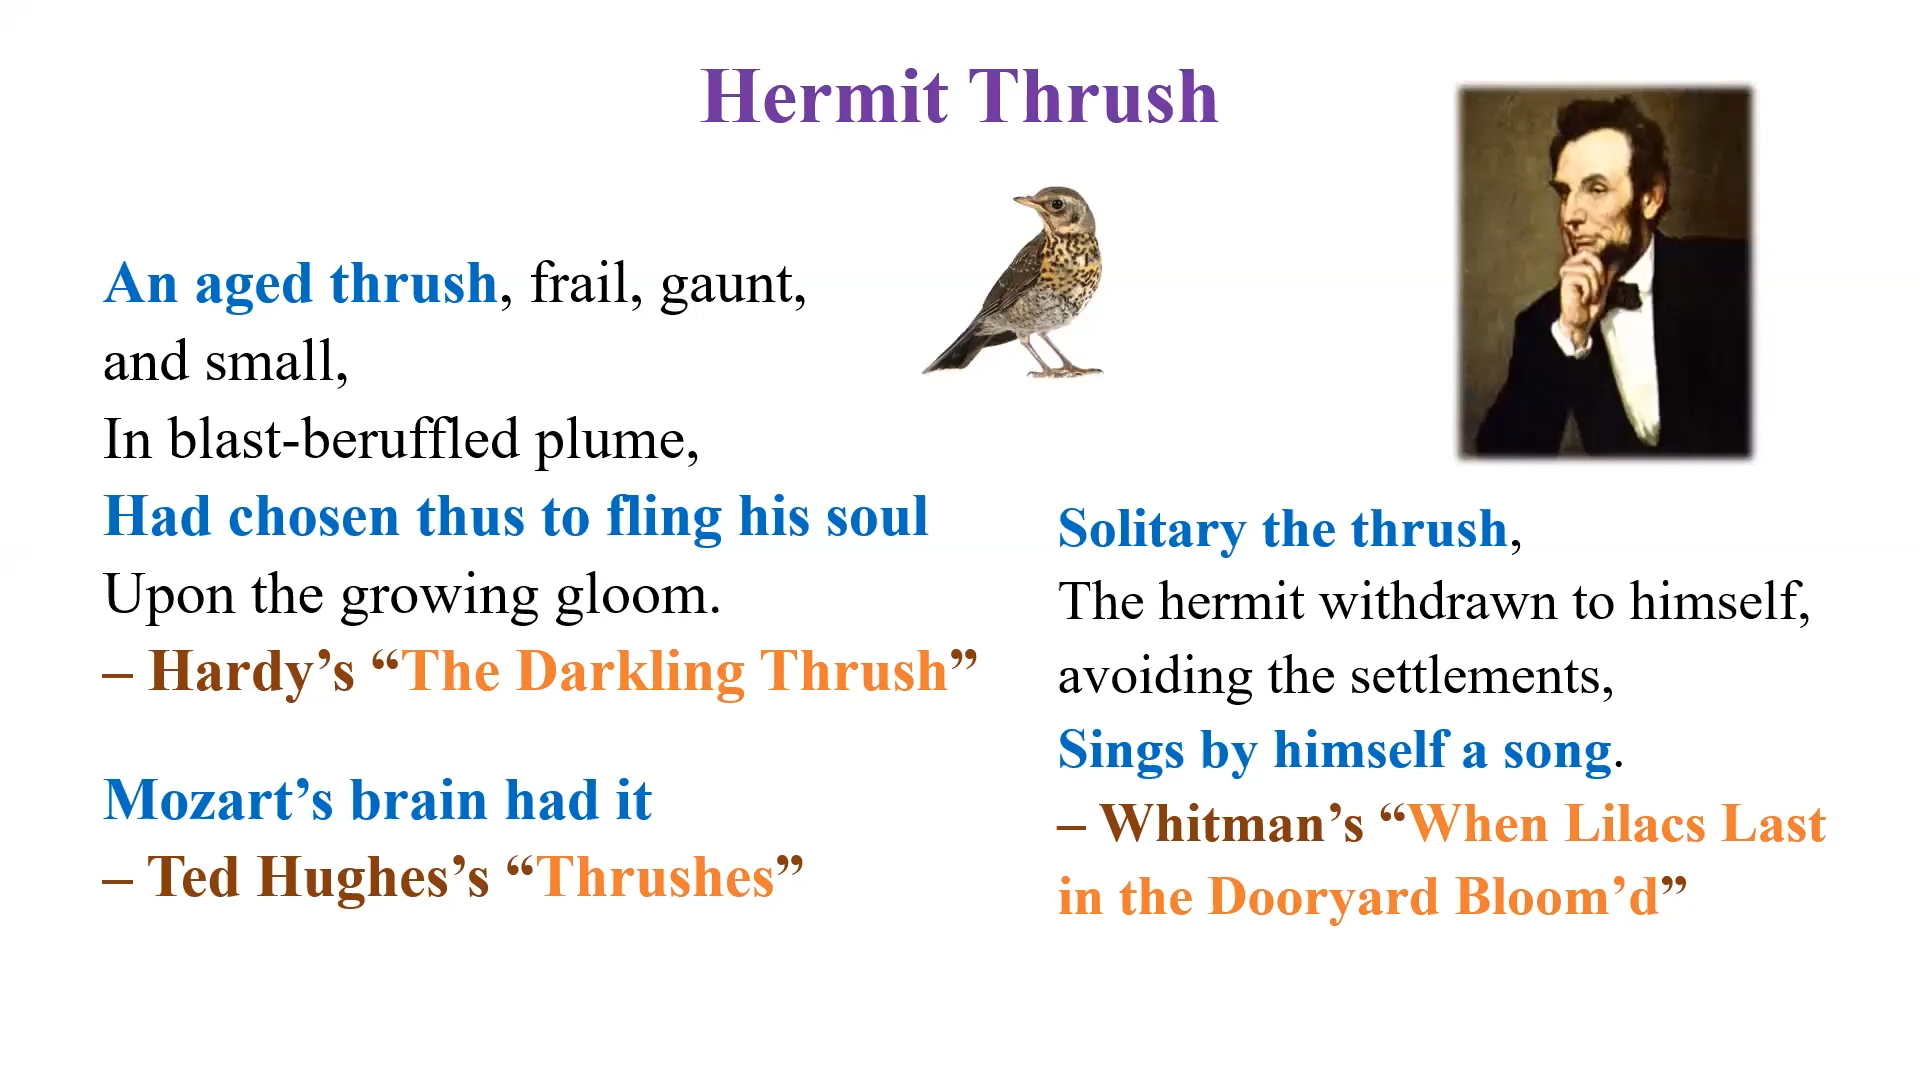 Hermit Thrush
An aged thrush, frail, gaunt,
and small,
In blast-beruffled plume,
Had chosen thus to fling his soul
Upon the growing gloom.
– Hardy’s “The Darkling Thrush”
Mozart’s brain had it
– Ted Hughes’s “Thrushes”
Solitary the thrush,
The hermit withdrawn to himself,
avoiding the settlements,
Sings by himself a song.
– Whitman’s “When Lilacs Last
in the Dooryard Bloom’d”